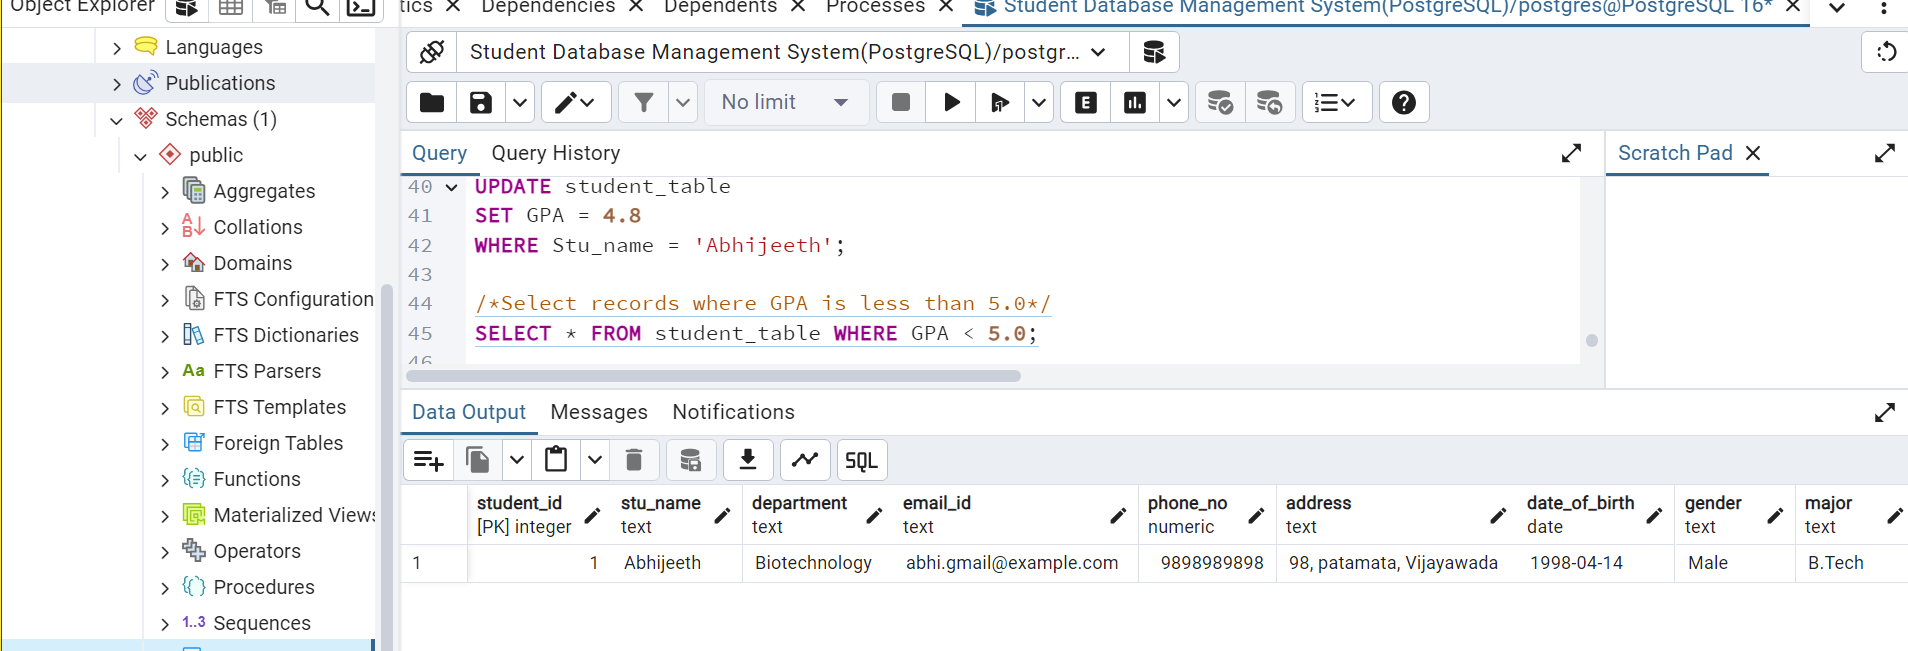 Object Explorer
Languages
Publications
Schemas (1)
public
Aggregates
Collations
Domains
FTS Configuration
FTS Dictionaries
Aa FTS Parsers
FTS Templates
Foreign Tables
Functions
Materialized Views
Operators
Procedures
1..3 Sequences
tics Dependencies Dependents Processes Student Database Management System(PostgreSQL)/postgres@PostgreSQL 16*
Student Database Management System(PostgreSQL)/postgr...
No limit E
Query Query History Scratch Pad
40 UPDATE student_table
41 SET GPA = 4.8
42 WHERE Stu_name = 'Abhijeeth';
43
44 /*Select records where GPA is less than 5.0*/
45 SELECT * FROM student_table WHERE GPA < 5.0;
46
Data Output Messages Notifications
SQL
student_id stu_name department email_id phone_no address date_of_birth gender major
[PK] integer text text text numeric text date text text
1 1 Abhijeeth Biotechnology abhi.gmail@example.com 9898989898 98, patamata, Vijayawada 1998-04-14 Male B.Tech